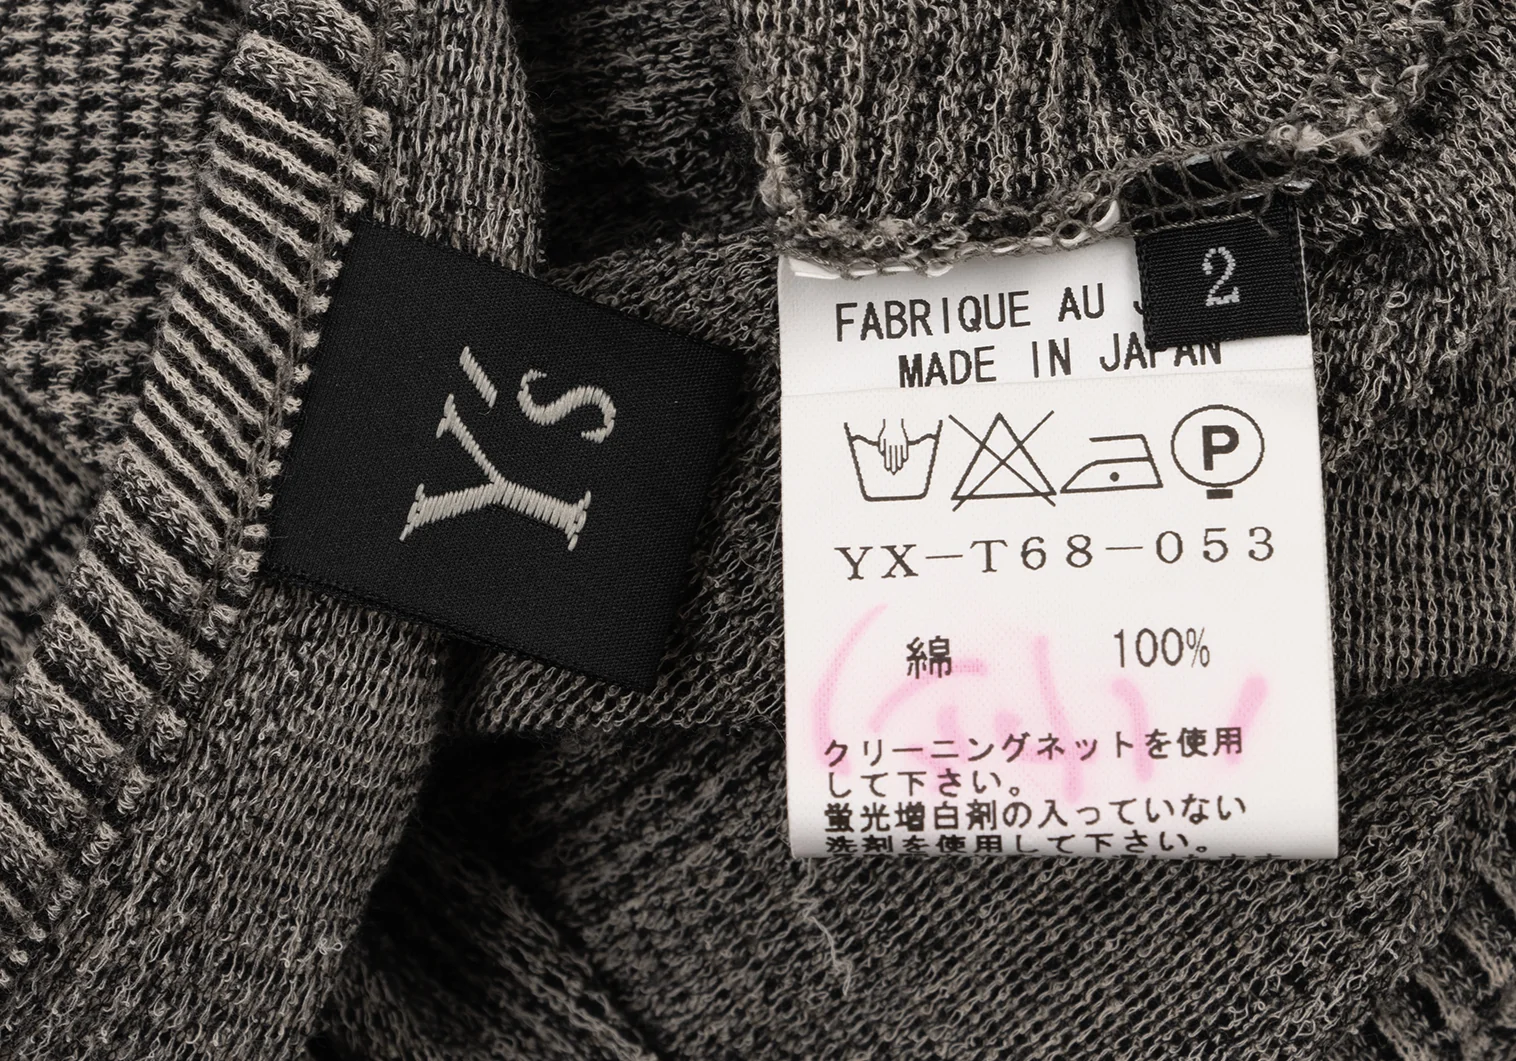 Y's
2
FABRIQUE AU J
MADE IN JAPAN
P
YX－T68－053
綿 100%
クリーニングネットを使用
して下さい。
蛍光増白剤の入っていない
洗剤を使用して下さい。